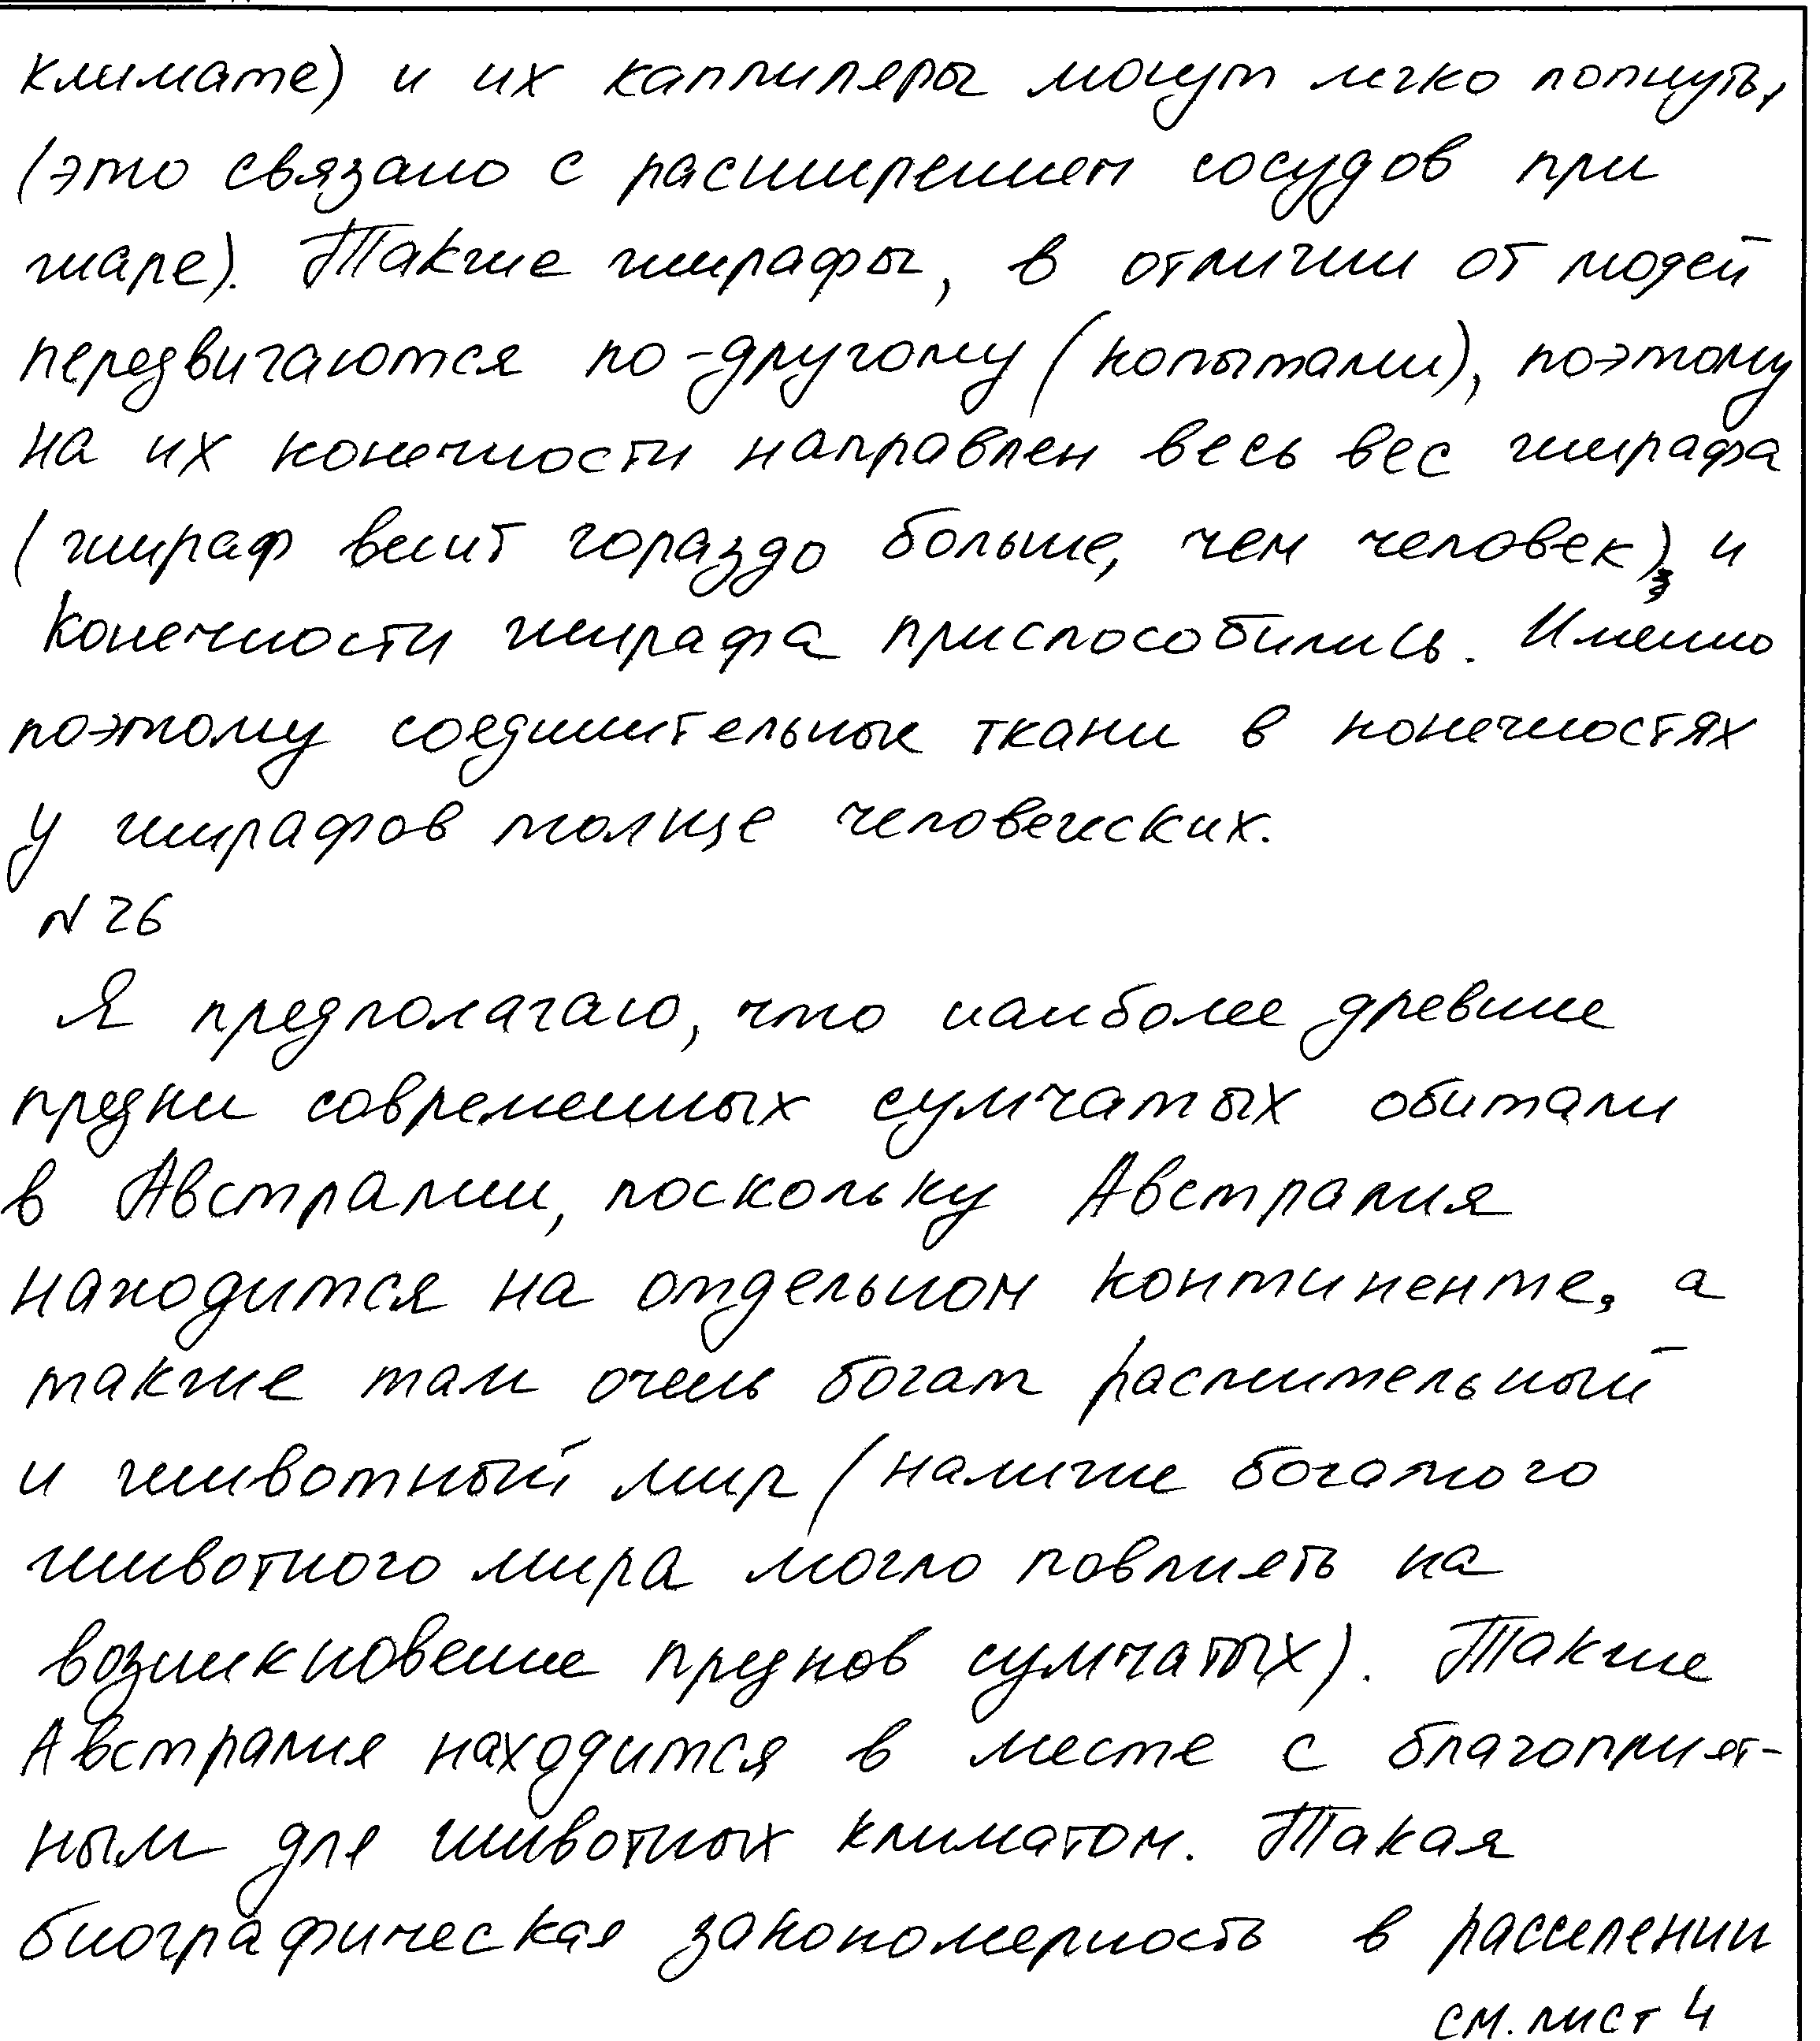 климате) и их каппиляры могут легко лопнуть,
(это связано с расширением сосудов при
жаре). Также жирафы, в отличии от людей
передвигаются по-другому (копытами), поэтому
на их конечности направлен весь вес жирафа
(жираф весит гораздо больше, чем человек), и
конечности жирафа приспособились. Именно
поэтому соединительные ткани в конечностях
у жирафов толще человеческих.
N 26
Я предполагаю, что наиболее древние
предки современных сумчатых обитали
в Австралии, поскольку Австралия
находится на отдельном континенте, а
также там очень богат растительный
и животный мир (наличие богатого
животного мира могло повлиять на
возникновение предков сумчатых). Также
Австралия находится в месте с благоприят-
ным для животных климатом. Такая
биографическая закономерность в расселении
см. лист 4